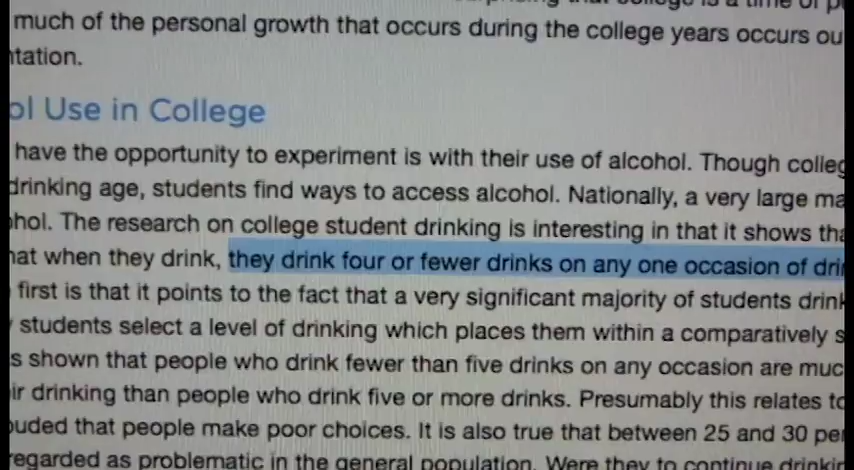 much of the personal growth that occurs during the college years occurs ou
tation.
ol Use in College
have the opportunity to experiment is with their use of alcohol. Though colleg
drinking age, students find ways to access alcohol. Nationally, a very large ma
ohol. The research on college student drinking is interesting in that it shows tha
hat when they drink, they drink four or fewer drinks on any one occasion of drin
first is that it points to the fact that a very significant majority of students drink
students select a level of drinking which places them within a comparatively s
s shown that people who drink fewer than five drinks on any occasion are muc
ir drinking than people who drink five or more drinks. Presumably this relates to
ouded that people make poor choices. It is also true that between 25 and 30 per
regarded as problematic in the general population. Were they to continue drinkin